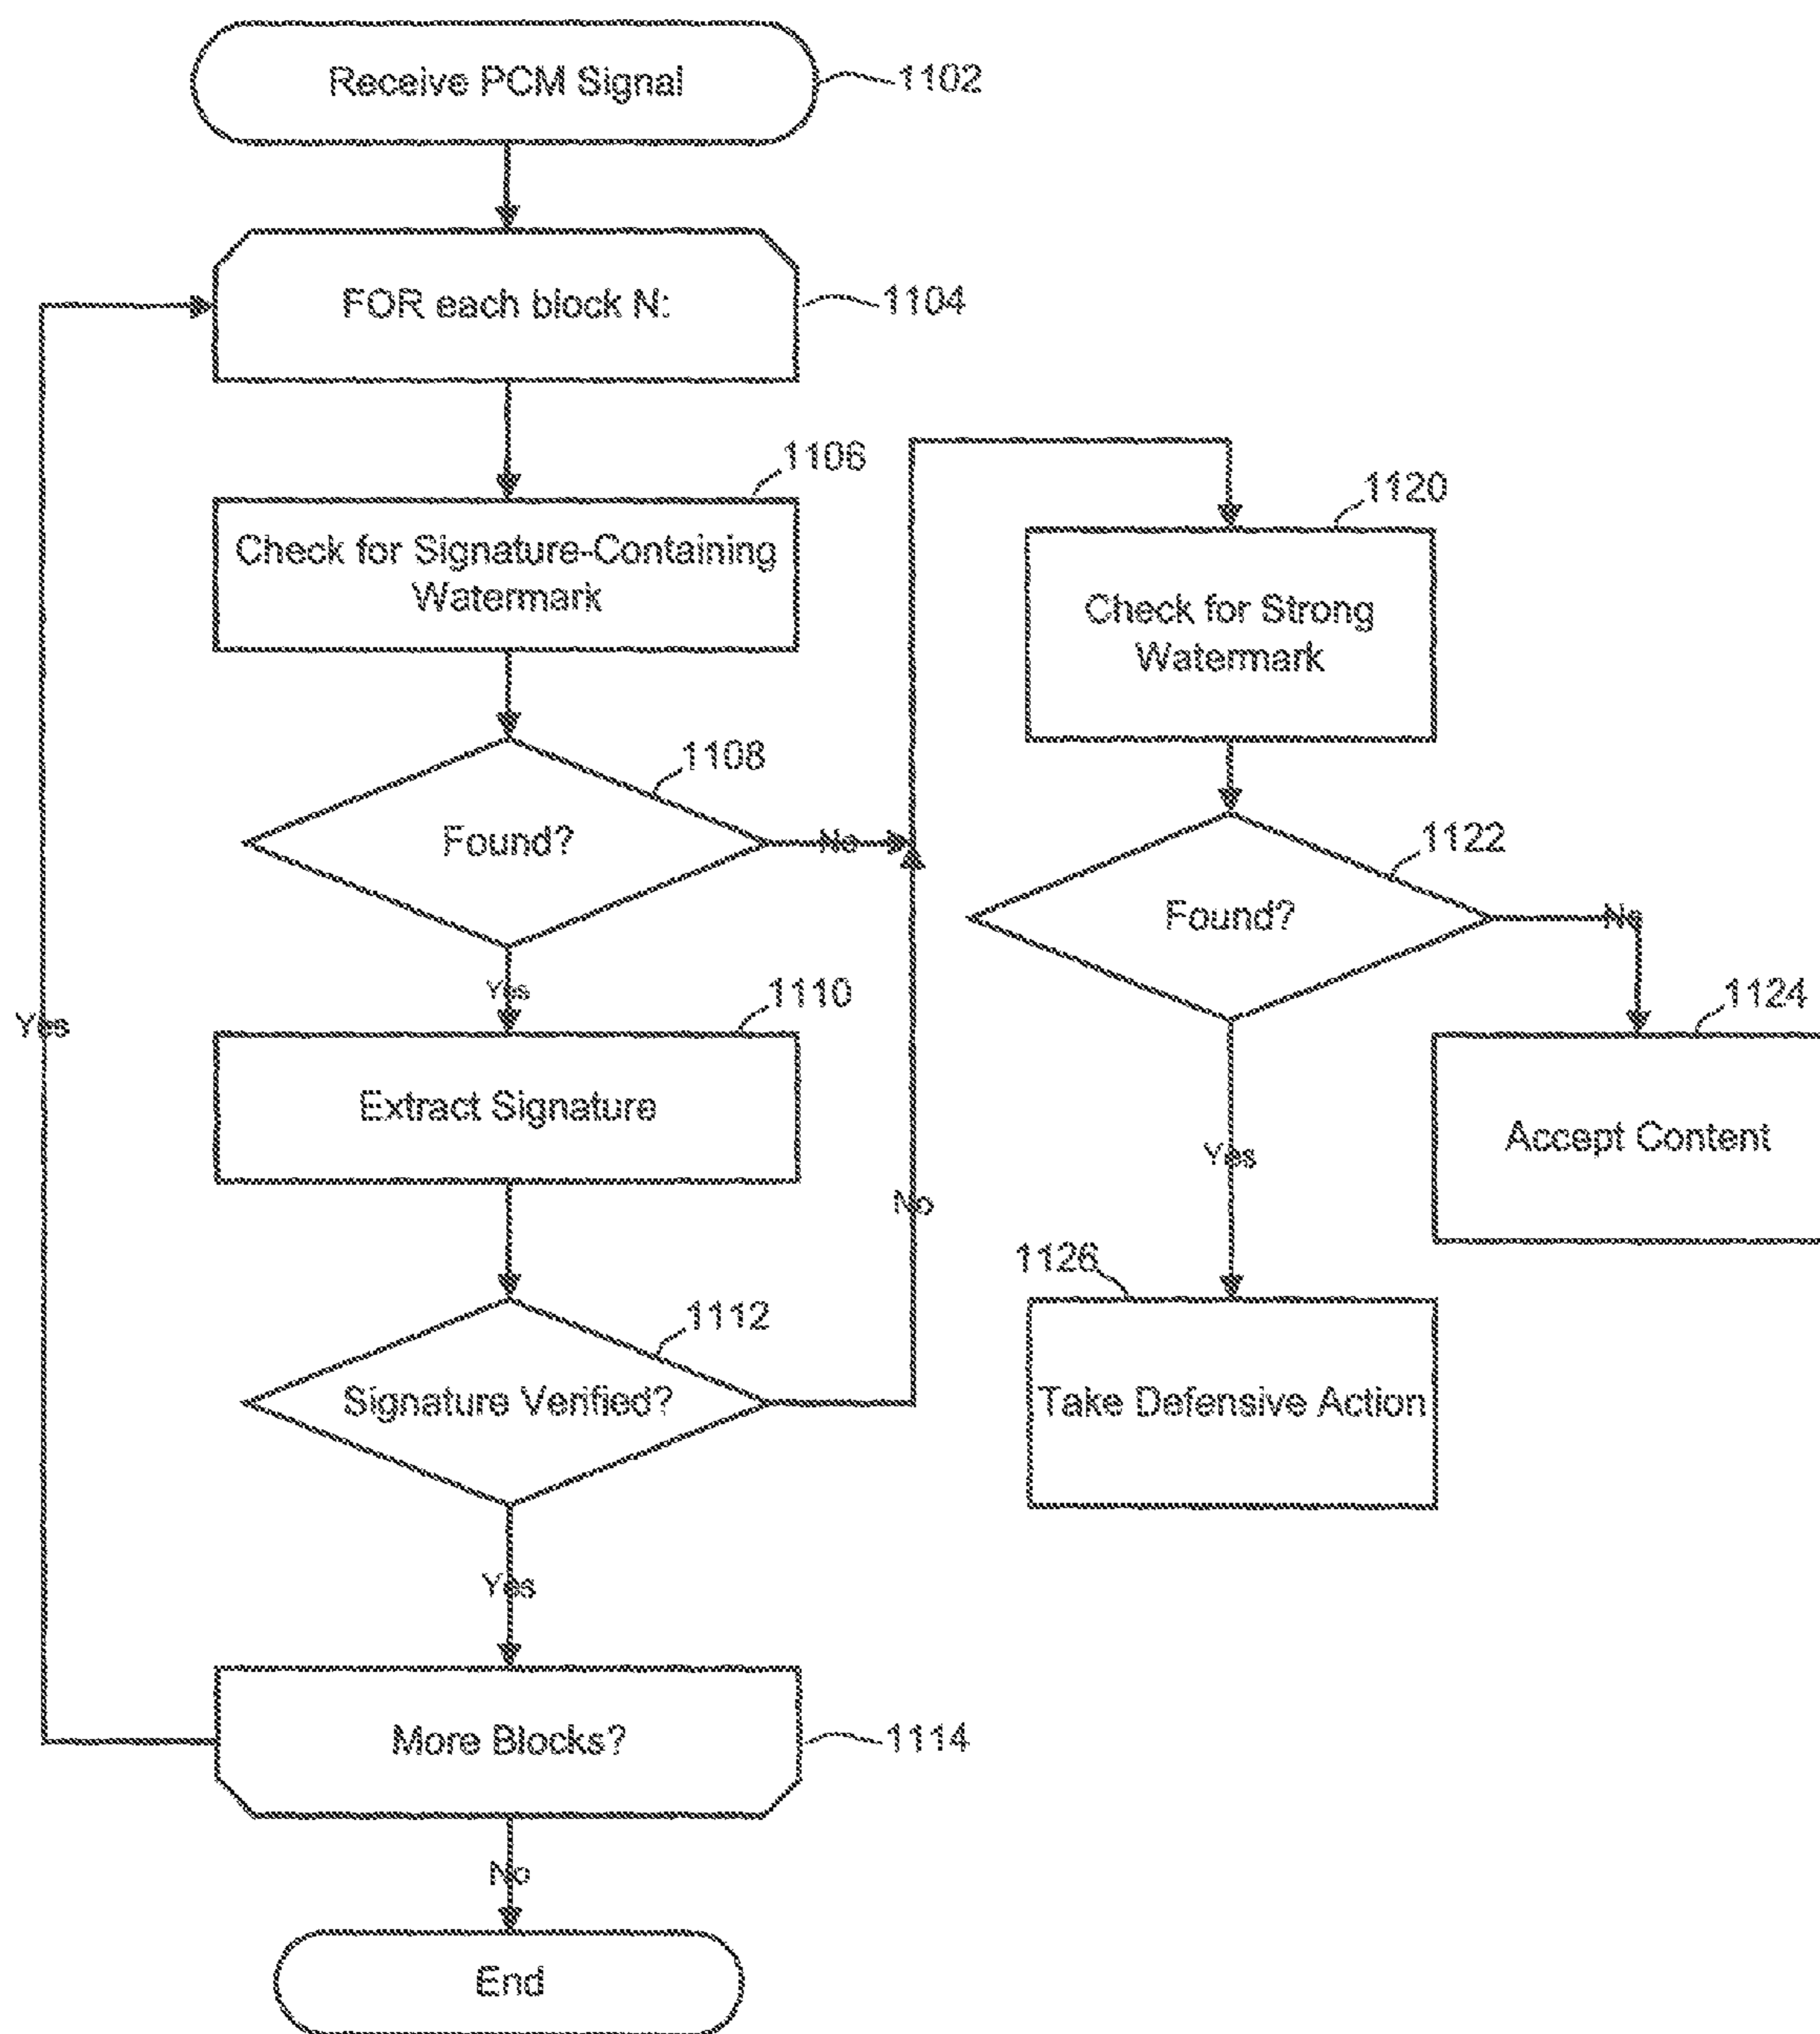 Receive PCM Signal
1102
FOR each block N:
1104
1106
Check for Signature-Containing
Watermark
1108
Found?
No
Yes
1110
Extract Signature
1112
Signature Verified?
No
Yes
More Blocks?
1114
Yes
No
End
1120
Check for Strong
Watermark
1122
Found?
No
1124
Accept Content
Yes
1126
Take Defensive Action